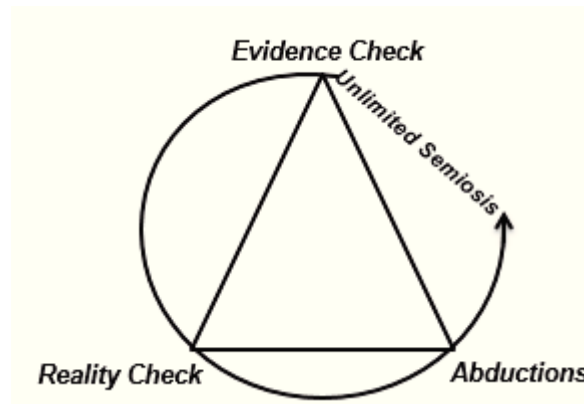 Evidence Check
Unlimited Semiosis
Reality Check
Abductions